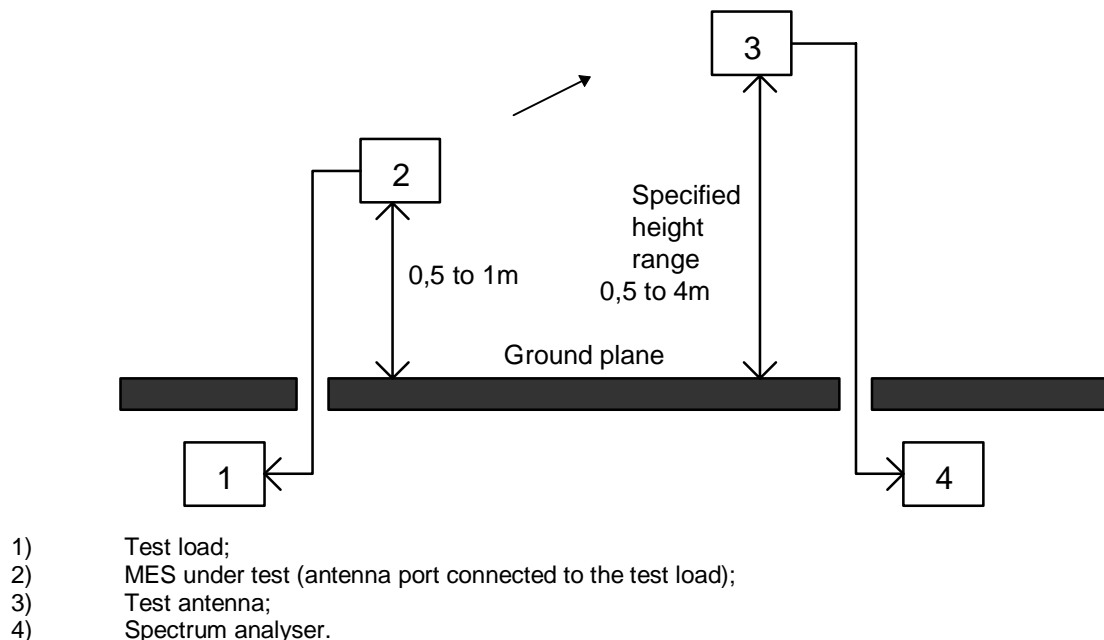 3
2
Specified
height
range
0,5 to 4m
0,5 to 1m
Ground plane
1
4
1) Test load;
2) MES under test (antenna port connected to the test load);
3) Test antenna;
4) Spectrum analyser.